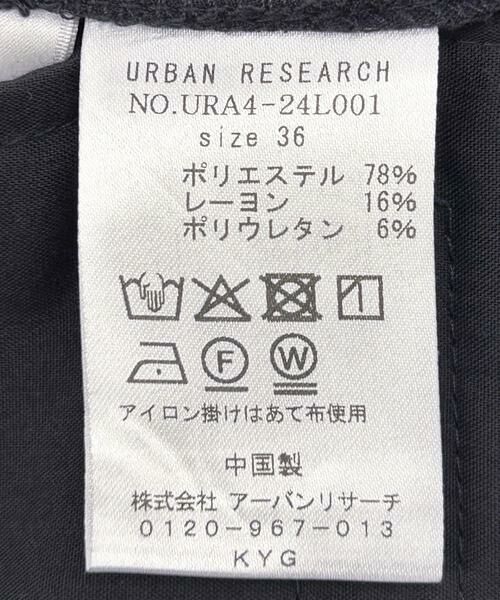 URBAN RESEARCH
NO.URA4-24L001
size 36
ポリエステル 78%
レーヨン 16%
ポリウレタン 6%
F W
アイロン掛けはあて布使用
中国製
株式会社 アーバンリサーチ
0120-967-013
KYG